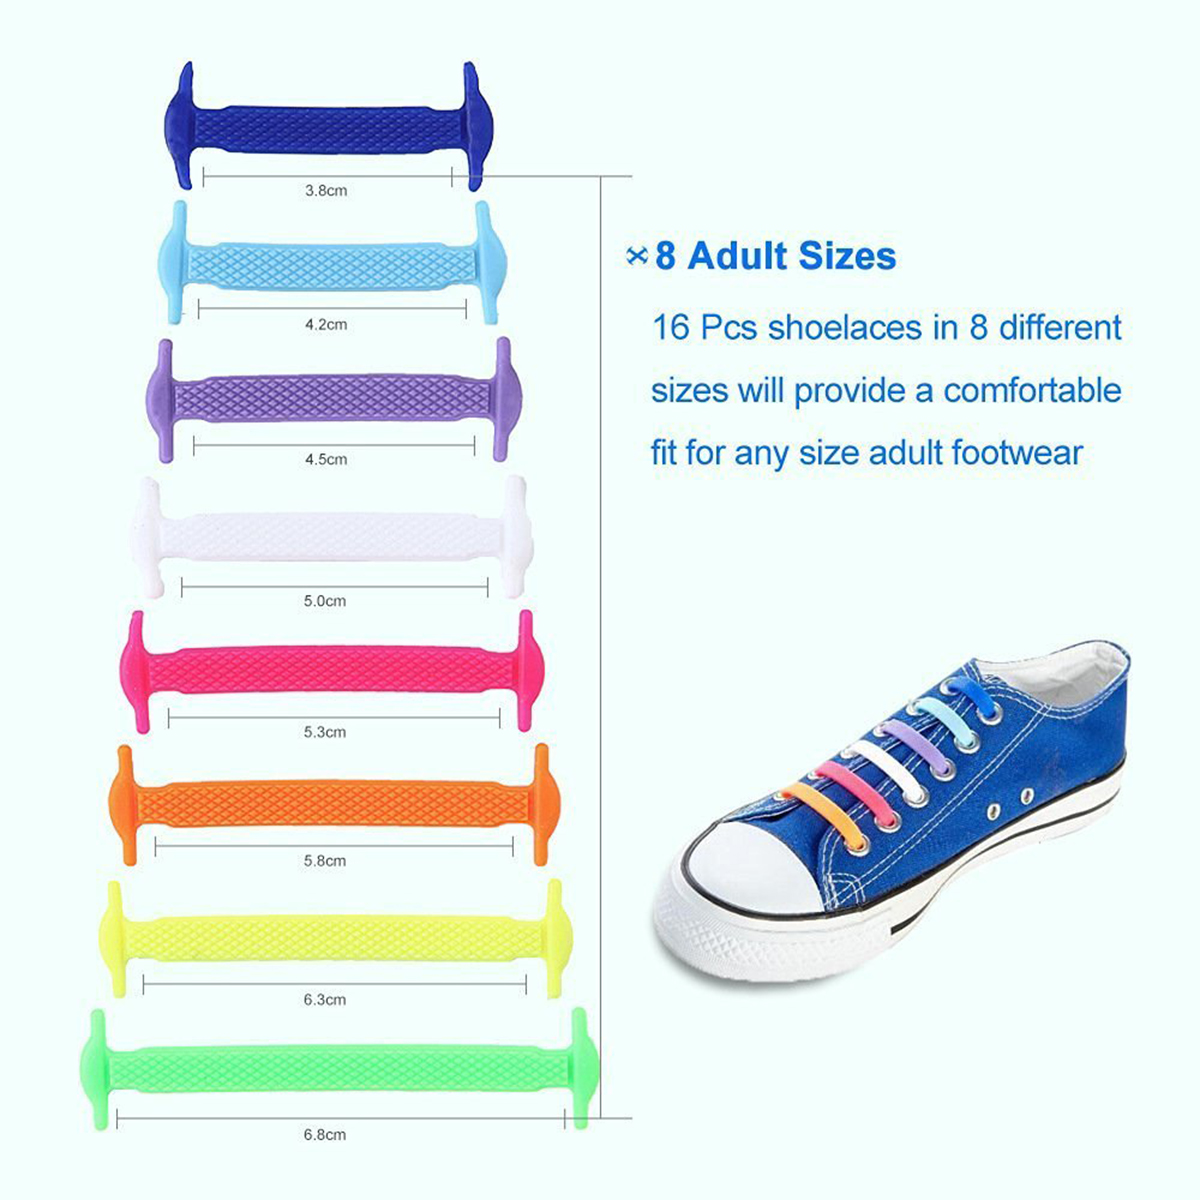 3.8cm
4.2cm
4.5cm
5.0cm
5.3cm
5.8cm
6.3cm
6.8cm
8 Adult Sizes
16 Pcs shoelaces in 8 different
sizes will provide a comfortable
fit for any size adult footwear